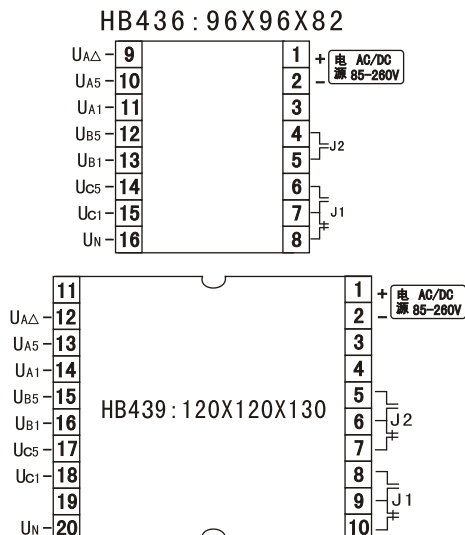 HB436:96X96X82
UA△ 9 1 + 电源 AC/DC 85-260V
UA5 10 2 -
UA1 11 3
UB5 12 4
UB1 13 5 J2
UC5 14 6
UC1 15 7 J1
UN 16 8
11 1 + 电源 AC/DC 85-260V
UA△ 12 2 -
UA5 13 3
UA1 14 4
UB5 15 5
UB1 16 HB439:120X120X130 6 J2
UC5 17 7
UC1 18 8
19 9 J1
UN 20 10